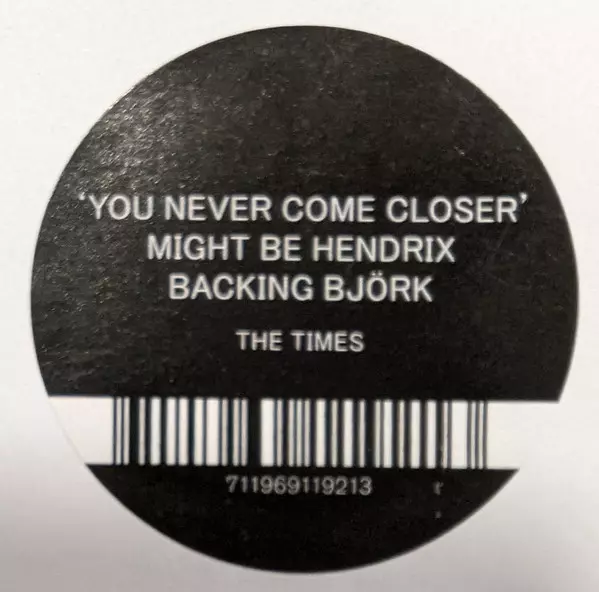 'YOU NEVER COME CLOSER'
MIGHT BE HENDRIX
BACKING BJÖRK
THE TIMES
711969119213